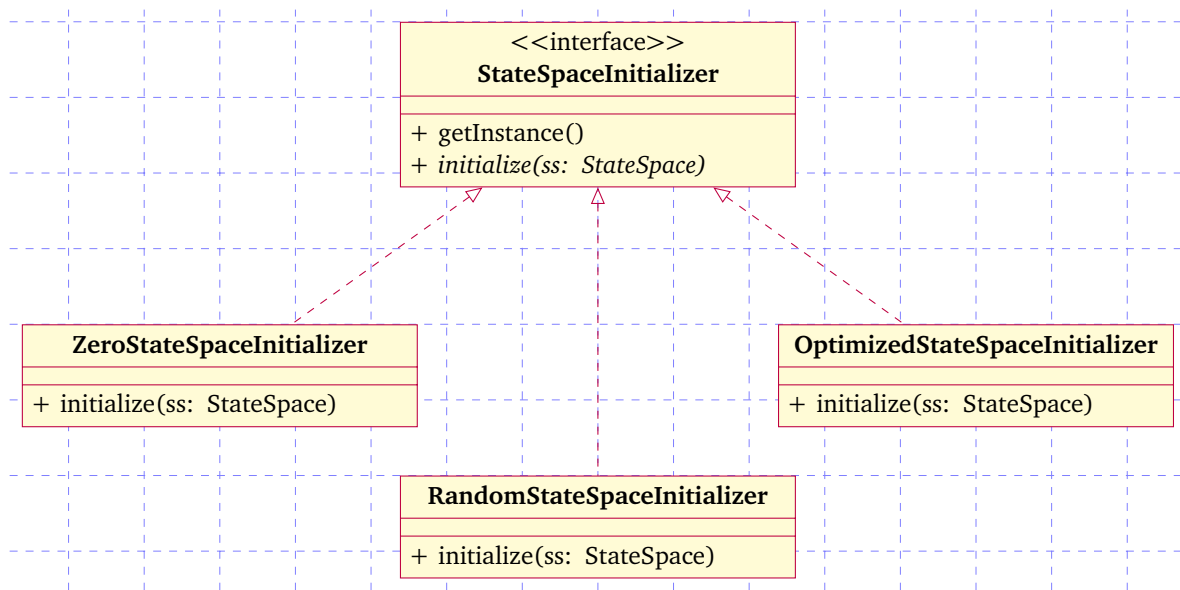 <<interface>>
StateSpaceInitializer
+ getInstance()
+ initialize(ss: StateSpace)
ZeroStateSpaceInitializer
+ initialize(ss: StateSpace)
OptimizedStateSpaceInitializer
+ initialize(ss: StateSpace)
RandomStateSpaceInitializer
+ initialize(ss: StateSpace)